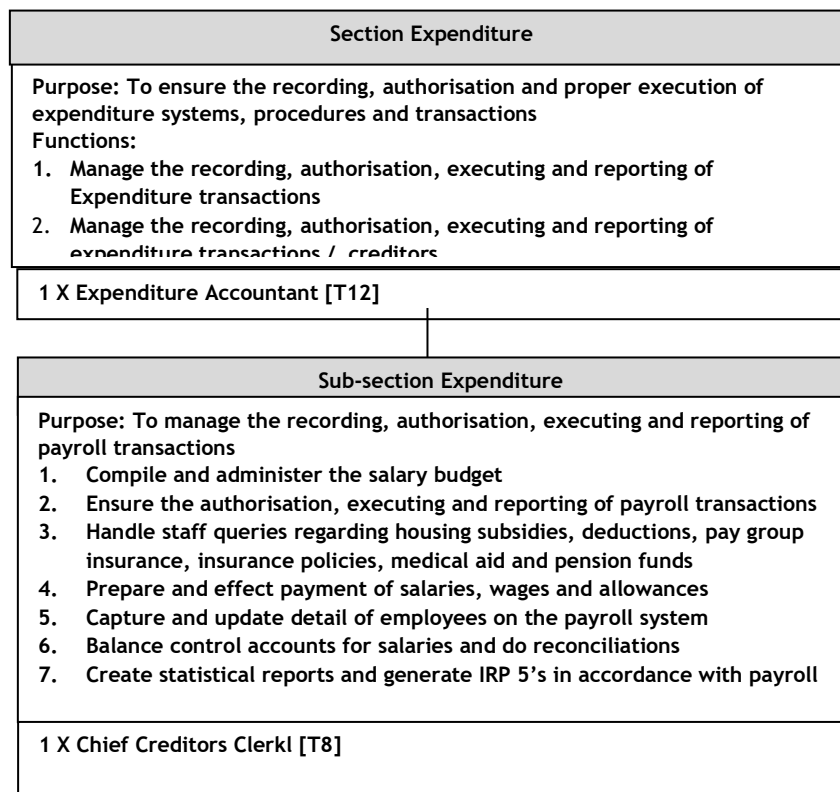 Section Expenditure
Purpose: To ensure the recording, authorisation and proper execution of
expenditure systems, procedures and transactions
Functions:
1. Manage the recording, authorisation, executing and reporting of
Expenditure transactions
2. Manage the recording, authorisation, executing and reporting of
expenditure transactions / creditors
1 X Expenditure Accountant [T12]
Sub-section Expenditure
Purpose: To manage the recording, authorisation, executing and reporting of
payroll transactions
1. Compile and administer the salary budget
2. Ensure the authorisation, executing and reporting of payroll transactions
3. Handle staff queries regarding housing subsidies, deductions, pay group
insurance, insurance policies, medical aid and pension funds
4. Prepare and effect payment of salaries, wages and allowances
5. Capture and update detail of employees on the payroll system
6. Balance control accounts for salaries and do reconciliations
7. Create statistical reports and generate IRP 5’s in accordance with payroll
1 X Chief Creditors Clerkl [T8]